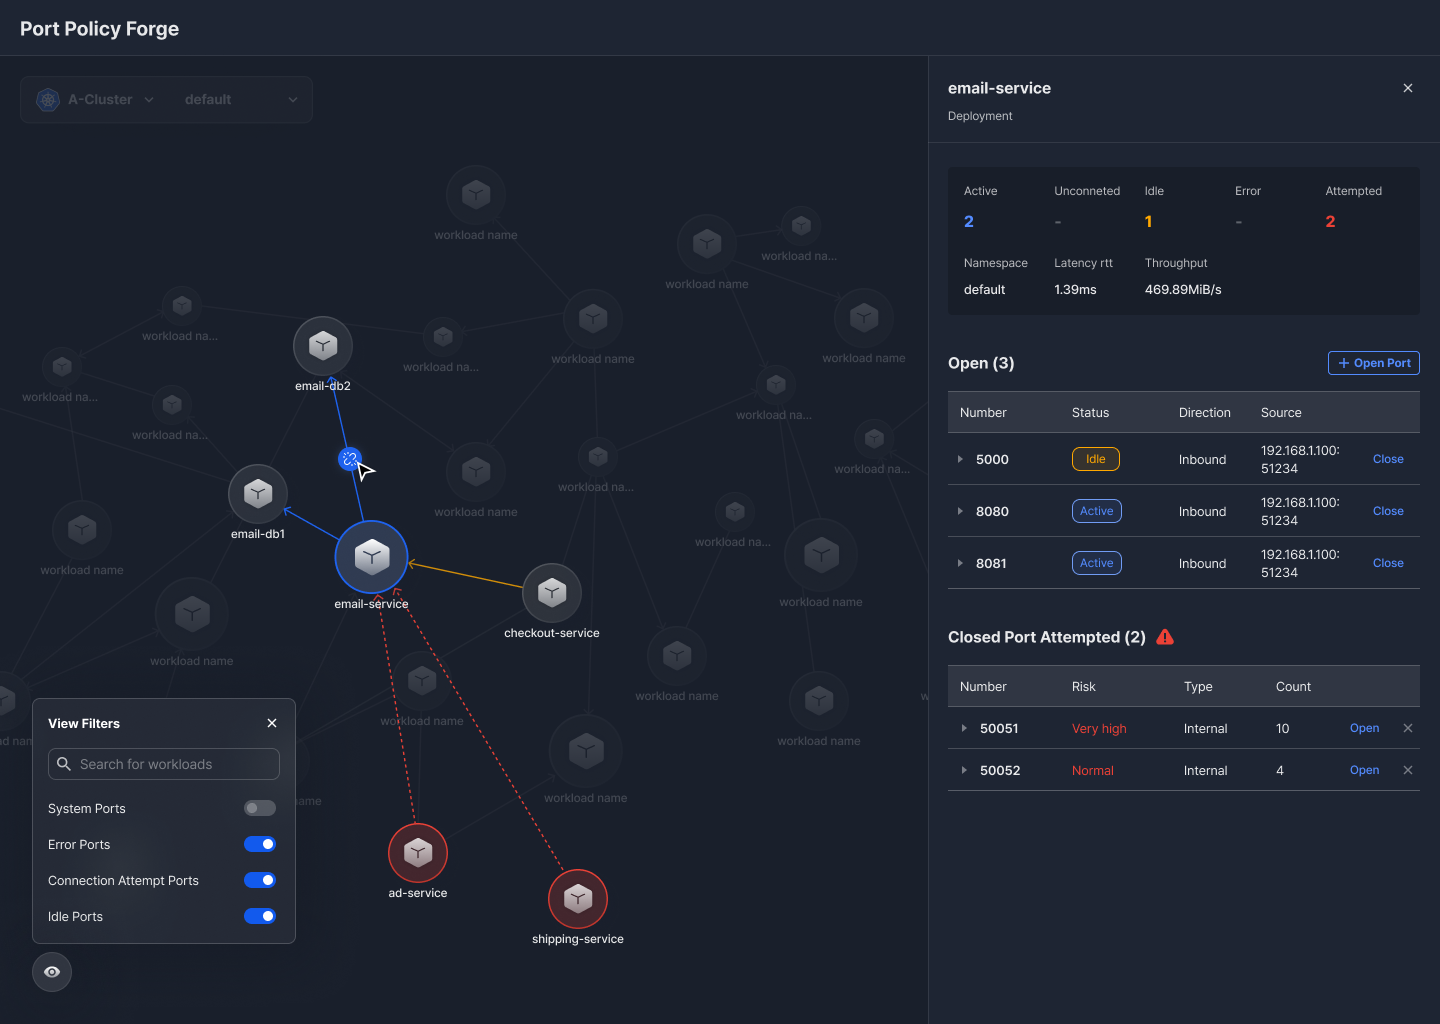 Port Policy Forge
A-Cluster
default
workload name
workload na...
workload name
workload na...
workload name
workload name
workload na...
workload name
workload na...
email-db2
workload na...
workload na...
workload na...
workload na...
workload name
workload na...
email-db1
workload na...
workload name
workload name
email-service
checkout-service
workload name
workload name
workload name
workload name
workload name
ad-service
shipping-service
View Filters
Search for workloads
System Ports
Error Ports
Connection Attempt Ports
Idle Ports
email-service
Deployment
Active
Unconneted
Idle
Error
Attempted
2
-
1
-
2
Namespace
Latency rtt
Throughput
default
1.39ms
469.89MiB/s
Open (3)
Open Port
Number
Status
Direction
Source
5000
Idle
Inbound
192.168.1.100:
51234
Close
8080
Active
Inbound
192.168.1.100:
51234
Close
8081
Active
Inbound
192.168.1.100:
51234
Close
Closed Port Attempted (2)
Number
Risk
Type
Count
50051
Very high
Internal
10
Open
50052
Normal
Internal
4
Open